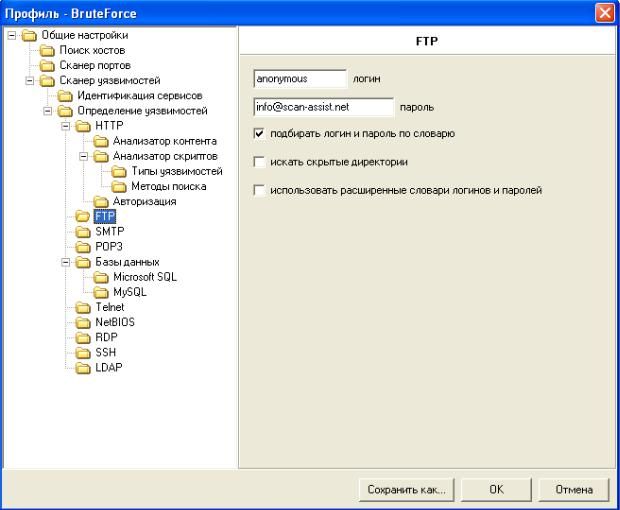 Профиль - BruteForce
Общие настройки
Поиск хостов
Сканер портов
Сканер уязвимостей
Идентификация сервисов
Определение уязвимостей
HTTP
Анализатор контента
Анализатор скриптов
Типы уязвимостей
Методы поиска
Авторизация
FTP
SMTP
POP3
Базы данных
Microsoft SQL
MySQL
Telnet
NetBIOS
RDP
SSH
LDAP
FTP
anonymous логин
info@scan-assist.net пароль
подбирать логин и пароль по словарю
искать скрытые директории
использовать расширенные словари логинов и паролей
Сохранить как... OK Отмена